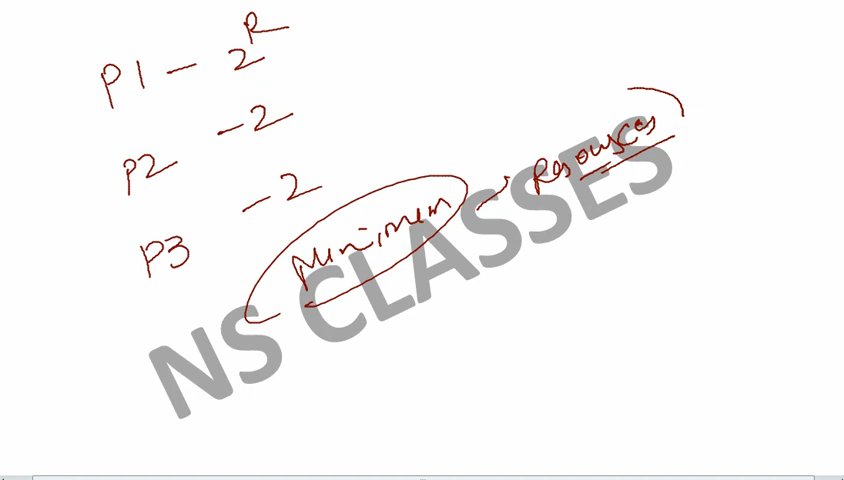 P1 - 2 R
P2 - 2
P3 - 2
Minimum - Resources
NS CLASSES